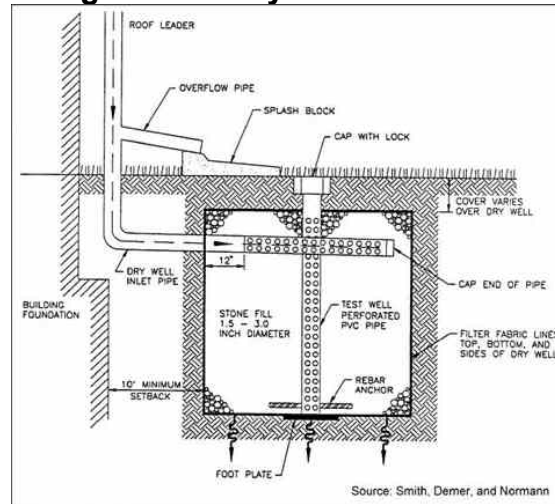 ROOF LEADER
OVERFLOW PIPE
SPLASH BLOCK
CAP WITH LOCK
COVER VARIES
OVER DRY WELL
12"
DRY WELL
INLET PIPE
CAP END OF PIPE
BUILDING
FOUNDATION
STONE FILL
1.5 - 3.0
INCH DIAMETER
TEST WELL
PERFORATED
PVC PIPE
FILTER FABRIC LINES
TOP, BOTTOM, AND
SIDES OF DRY WELL
10' MINIMUM
SETBACK
REBAR
ANCHOR
FOOT PLATE
Source: Smith, Demer, and Normann